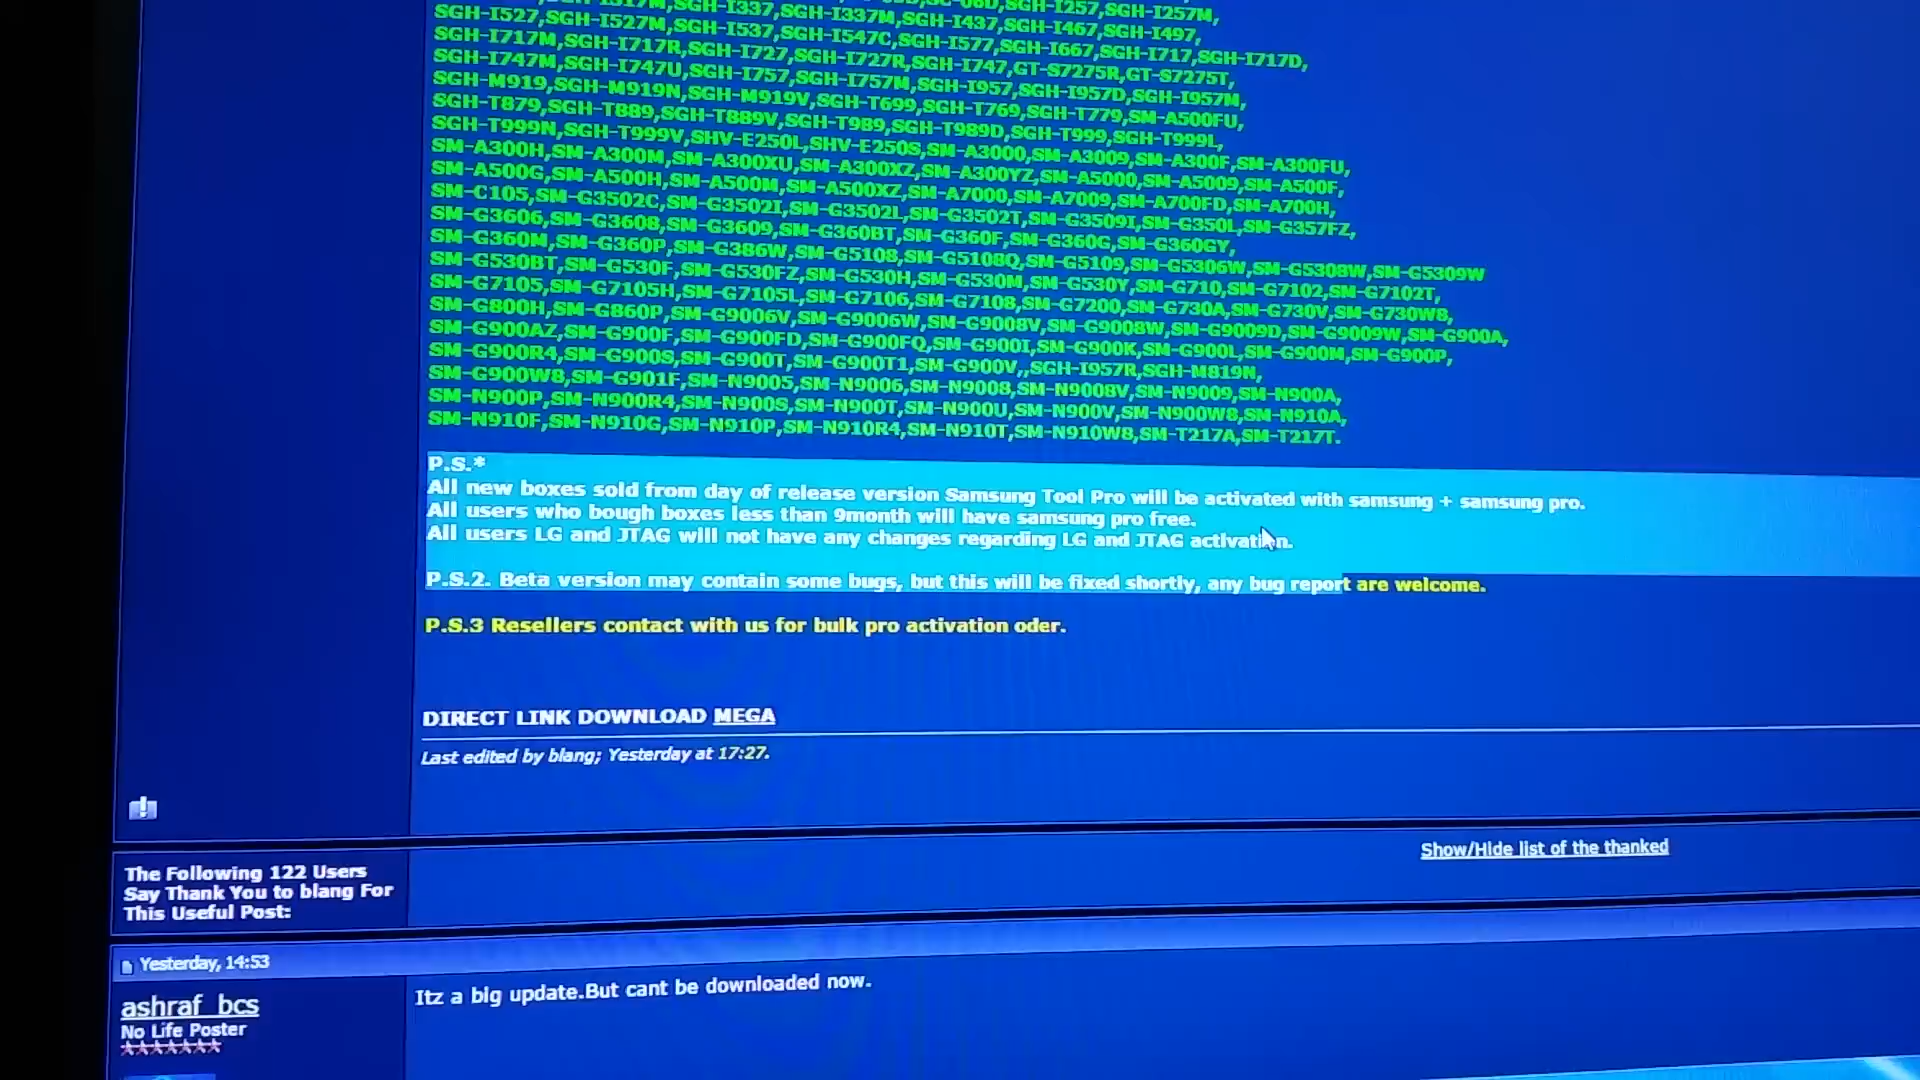 SGH-I337,SGH-I337M,SGH-I437,SGH-I467,SGH-I497,
SGH-I527,SGH-I527M,SGH-I537,SGH-I547C,SGH-I577,SGH-I667,SGH-I717,SGH-I717D,
SGH-I717M,SGH-I717R,SGH-I727,SGH-I727R,SGH-I747,GT-S7275R,GT-S7275T,
SGH-I747M,SGH-I747U,SGH-I757,SGH-I757M,SGH-I957,SGH-I957D,SGH-I957M,
SGH-M919,SGH-M919N,SGH-M919V,SGH-T699,SGH-T769,SGH-T779,SM-A500FU,
SGH-T879,SGH-T889,SGH-T889V,SGH-T989,SGH-T989D,SGH-T999,SGH-T999L,
SGH-T999N,SGH-T999V,SHV-E250L,SHV-E250S,SM-A3000,SM-A3009,SM-A300F,SM-A300FU,
SM-A300H,SM-A300M,SM-A300XU,SM-A300XZ,SM-A300YZ,SM-A5000,SM-A5009,SM-A500F,
SM-A500G,SM-A500H,SM-A500M,SM-A500XZ,SM-A7000,SM-A7009,SM-A700FD,SM-A700H,
SM-C105,SM-G3502C,SM-G3502I,SM-G3502L,SM-G3502T,SM-G3509I,SM-G350L,SM-G357FZ,
SM-G3606,SM-G3608,SM-G3609,SM-G360BT,SM-G360F,SM-G360G,SM-G360GY,
SM-G360M,SM-G360P,SM-G386W,SM-G5108,SM-G5108Q,SM-G5109,SM-G5306W,SM-G5308W,SM-G5309W
SM-G530BT,SM-G530F,SM-G530FZ,SM-G530H,SM-G530M,SM-G530Y,SM-G710,SM-G7102,SM-G7102T,
SM-G7105,SM-G7105H,SM-G7105L,SM-G7106,SM-G7108,SM-G7200,SM-G730A,SM-G730V,SM-G730W8,
SM-G800H,SM-G860P,SM-G9006V,SM-G9006W,SM-G9008V,SM-G9008W,SM-G9009D,SM-G9009W,SM-G900A,
SM-G900AZ,SM-G900F,SM-G900FD,SM-G900FQ,SM-G900I,SM-G900K,SM-G900L,SM-G900M,SM-G900P,
SM-G900R4,SM-G900S,SM-G900T,SM-G900T1,SM-G900V,,SGH-I957R,SGH-M819N,
SM-G900W8,SM-G901F,SM-N9005,SM-N9006,SM-N9008,SM-N9008V,SM-N9009,SM-N900A,
SM-N900P,SM-N900R4,SM-N900S,SM-N900T,SM-N900U,SM-N900V,SM-N900W8,SM-N910A,
SM-N910F,SM-N910G,SM-N910P,SM-N910R4,SM-N910T,SM-N910W8,SM-T217A,SM-T217T.
P.S.*
All new boxes sold from day of release version Samsung Tool Pro will be activated with samsung + samsung pro.
All users who bough boxes less than 9month will have samsung pro free.
All users LG and JTAG will not have any changes regarding LG and JTAG activation.
P.S.2. Beta version may contain some bugs, but this will be fixed shortly, any bug report are welcome.
P.S.3 Resellers contact with us for bulk pro activation oder.
DIRECT LINK DOWNLOAD MEGA
Last edited by blang; Yesterday at 17:27.
Show/Hide list of the thanked
The Following 122 Users
Say Thank You to blang For
This Useful Post:
Yesterday, 14:53
ashraf_bcs
No Life Poster
Itz a big update.But cant be downloaded now.